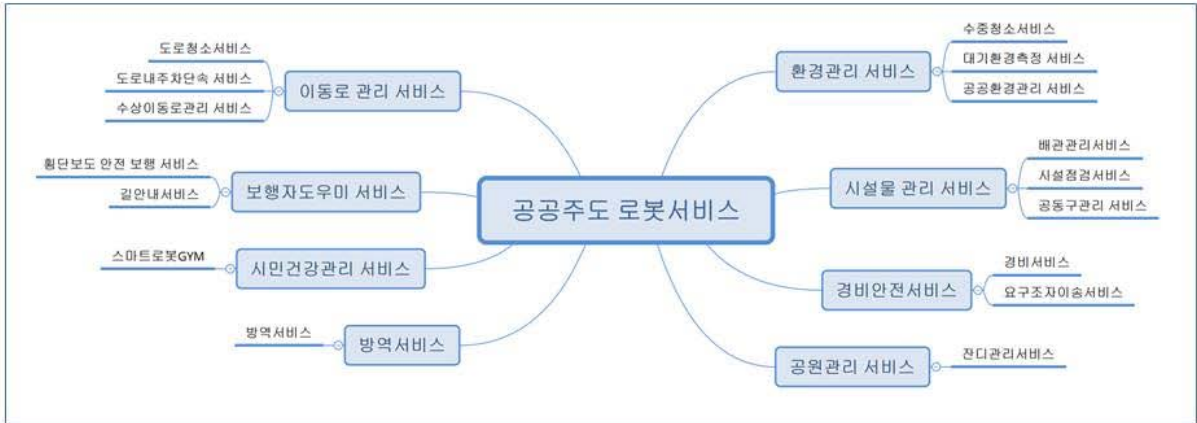 도로청소서비스
도로내주차단속 서비스
수상이동로관리 서비스
이동로 관리 서비스
횡단보도 안전 보행 서비스
길안내서비스
보행자도우미 서비스
스마트로봇GYM
시민건강관리 서비스
방역서비스
방역서비스
공공주도 로봇서비스
환경관리 서비스
수중청소서비스
대기환경측정 서비스
공공환경관리 서비스
시설물 관리 서비스
배관관리서비스
시설점검서비스
공동구관리 서비스
경비안전서비스
경비서비스
요구조자이송서비스
공원관리 서비스
잔디관리서비스